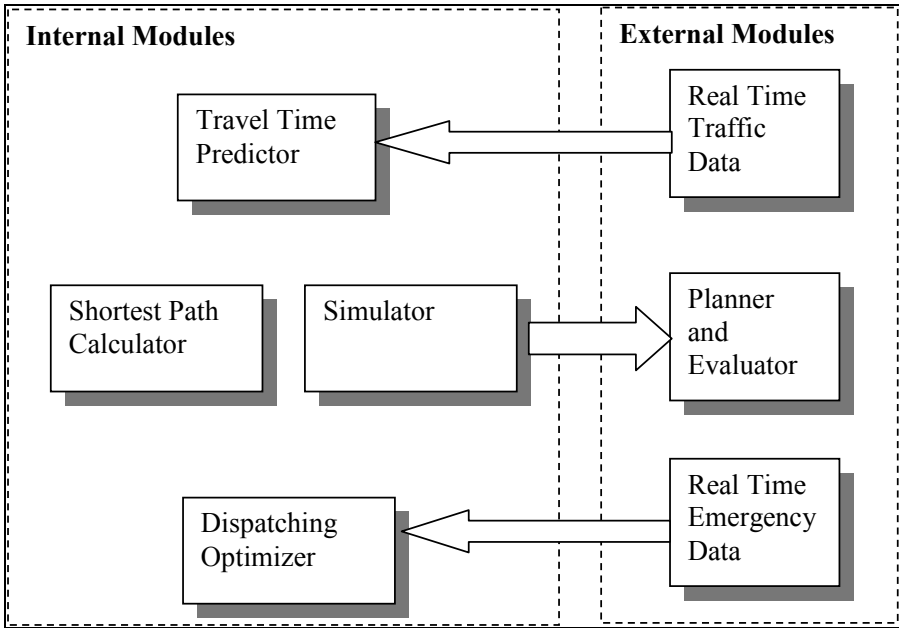 Internal Modules
External Modules
Travel Time
Predictor
Real Time
Traffic
Data
Shortest Path
Calculator
Simulator
Planner
and
Evaluator
Dispatching
Optimizer
Real Time
Emergency
Data